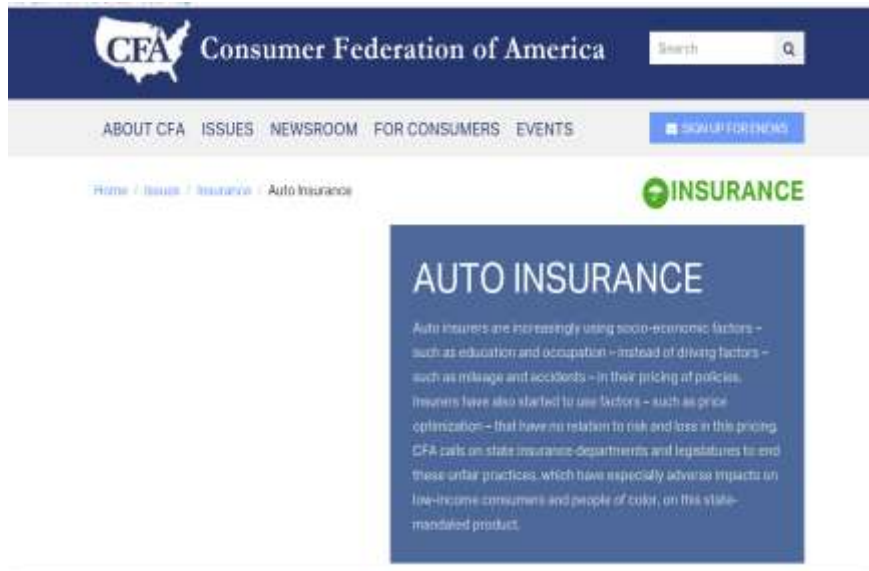 CFA Consumer Federation of America
Search
ABOUT CFA ISSUES NEWSROOM FOR CONSUMERS EVENTS
SIGN UP FOR ENEWS
Home / Issues / Insurance / Auto Insurance
INSURANCE
AUTO INSURANCE
Auto insurers are increasingly using socio-economic factors –
such as education and occupation – instead of driving factors –
such as mileage and accidents – in their pricing of policies.
Insurers have also started to use factors – such as price
optimization – that have no relation to risk and loss in this pricing.
CFA calls on state insurance departments and legislatures to end
these unfair practices, which have especially adverse impacts on
low-income consumers and people of color, on this state-
mandated product.